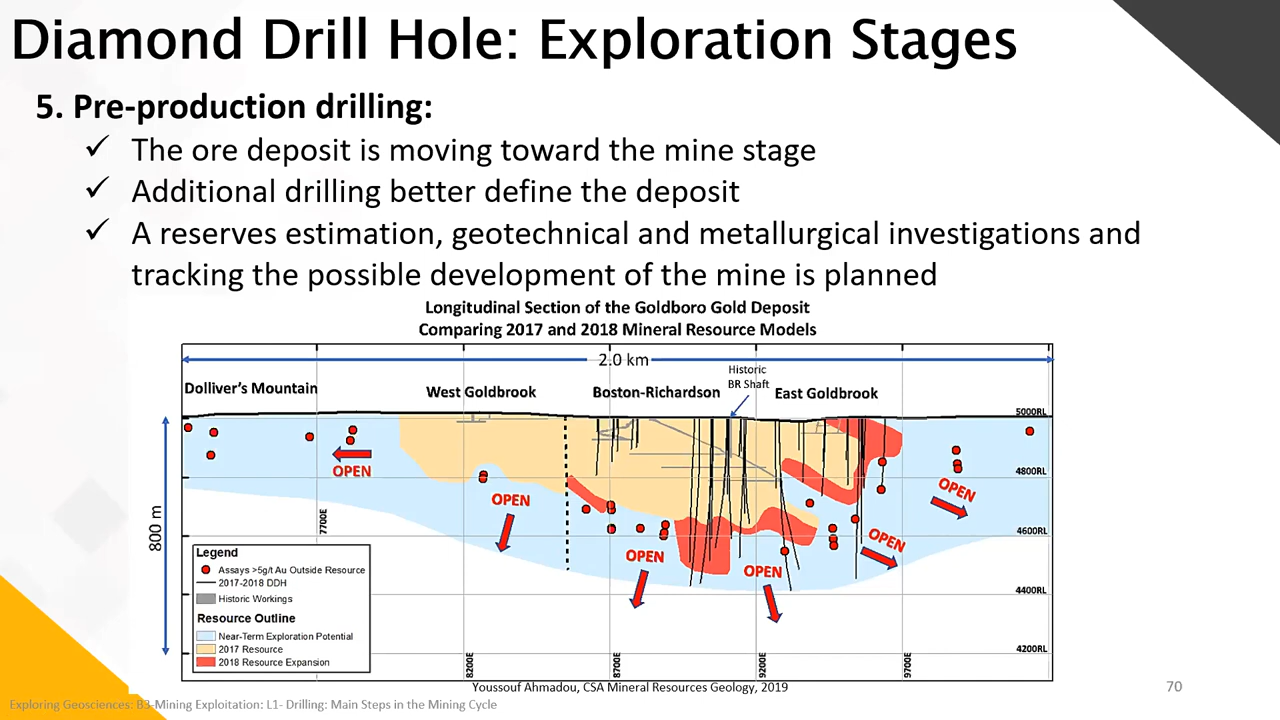 Diamond Drill Hole: Exploration Stages
5. Pre-production drilling:
✓ The ore deposit is moving toward the mine stage
✓ Additional drilling better define the deposit
✓ A reserves estimation, geotechnical and metallurgical investigations and
tracking the possible development of the mine is planned
Longitudinal Section of the Goldboro Gold Deposit
Comparing 2017 and 2018 Mineral Resource Models
2.0 km
Historic
BR Shaft
Dolliver's Mountain
West Goldbrook
Boston-Richardson
East Goldbrook
5000RL
4800RL
4600RL
4400RL
4200RL
800 m
OPEN
OPEN
OPEN
OPEN
OPEN
OPEN
7700E
8200E
8700E
9200E
9700E
Legend
Assays >5g/t Au Outside Resource
2017-2018 DDH
Historic Workings
Resource Outline
Near-Term Exploration Potential
2017 Resource
2018 Resource Expansion
Youssouf Ahmadou, CSA Mineral Resources Geology, 2019
70
Exploring Geosciences: B3-Mining Exploitation: L1- Drilling: Main Steps in the Mining Cycle